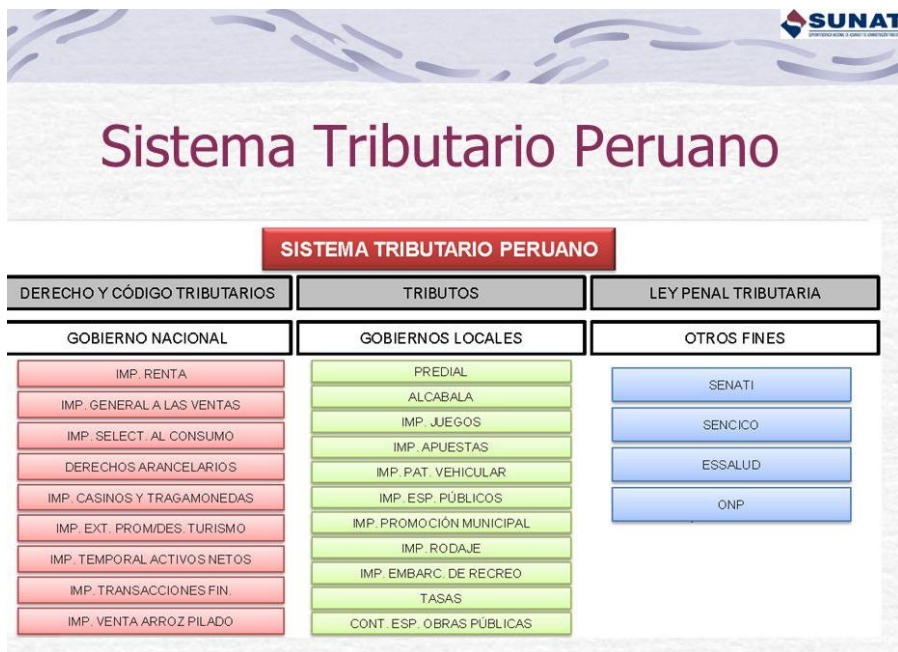 SUNAT
Sistema Tributario Peruano
SISTEMA TRIBUTARIO PERUANO
DERECHO Y CÓDIGO TRIBUTARIOS
TRIBUTOS
LEY PENAL TRIBUTARIA
GOBIERNO NACIONAL
GOBIERNOS LOCALES
OTROS FINES
IMP. RENTA
IMP. GENERAL A LAS VENTAS
IMP. SELECT. AL CONSUMO
DERECHOS ARANCELARIOS
IMP. CASINOS Y TRAGAMONEDAS
IMP. EXT. PROM/DES. TURISMO
IMP. TEMPORAL ACTIVOS NETOS
IMP. TRANSACCIONES FIN.
IMP. VENTA ARROZ PILADO
PREDIAL
ALCABALA
IMP. JUEGOS
IMP. APUESTAS
IMP. PAT. VEHICULAR
IMP. ESP. PÚBLICOS
IMP. PROMOCIÓN MUNICIPAL
IMP. RODAJE
IMP. EMBARC. DE RECREO
TASAS
CONT. ESP. OBRAS PÚBLICAS
SENATI
SENCICO
ESSALUD
ONP